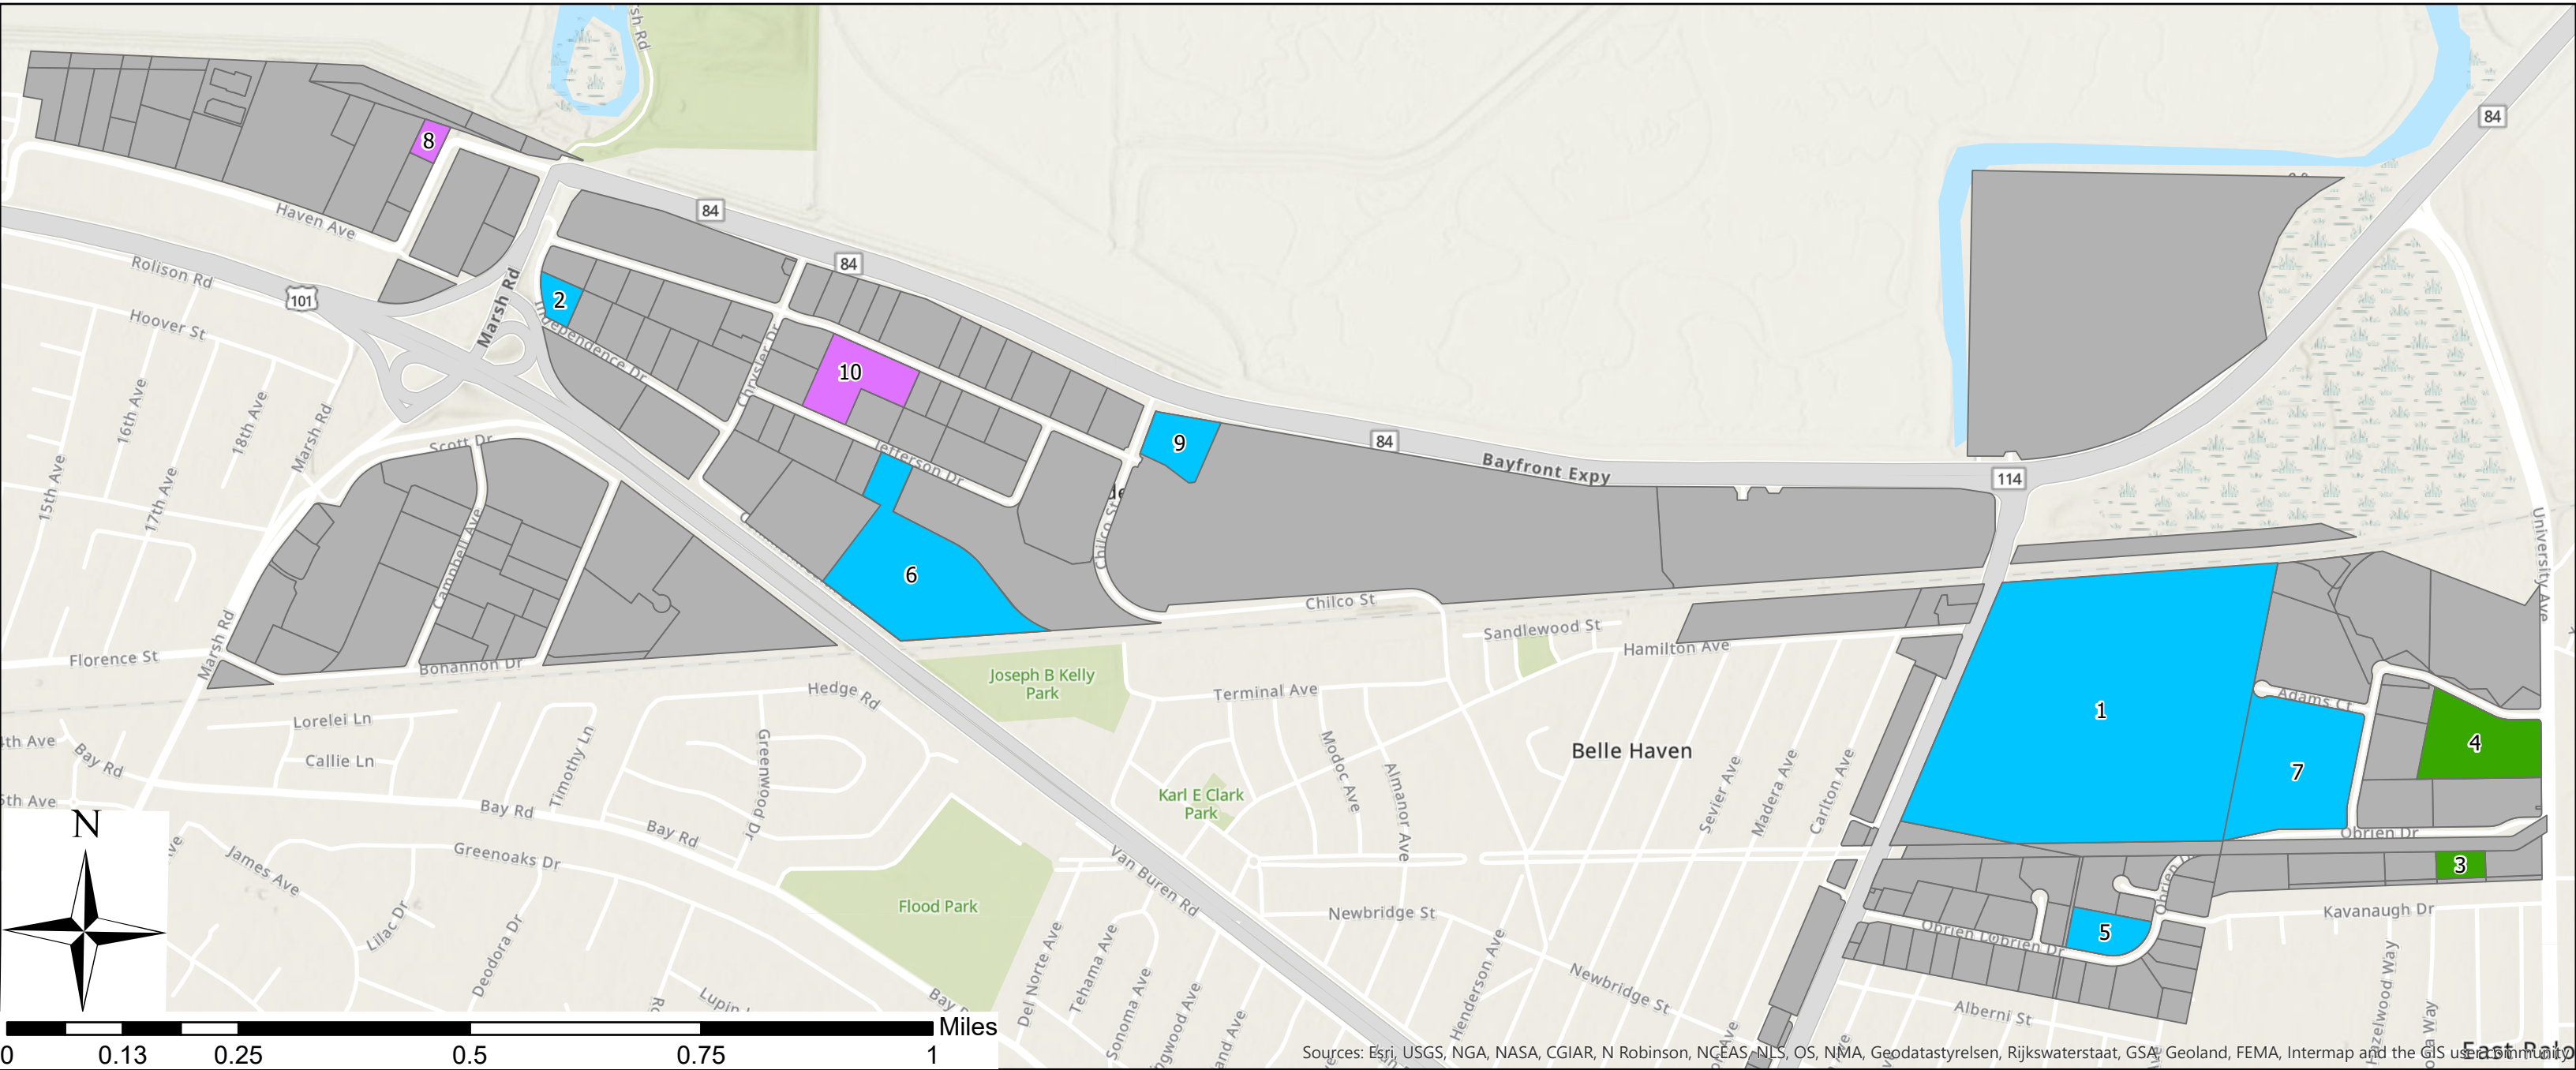 84
84
84
84
101
114
8
2
10
9
6
1
7
4
3
5
Haven Ave
Rolison Rd
Hoover St
Marsh Rd
16th Ave
18th Ave
Marsh Rd
15th Ave
17th Ave
Scott Dr
Campbell Ave
Marsh Rd
Florence St
Bohannon Dr
Independence Dr
Chrysler Dr
Jefferson Dr
Chilco St
Bayfront Expy
Chilco St
Sandlewood St
Hamilton Ave
University Ave
Adams Ct
Obrien Dr
Kavanaugh Dr
Joseph B Kelly
Park
Terminal Ave
Hedge Rd
Lorelei Ln
Callie Ln
Timothy Ln
Greenwood Dr
Bay Rd
Bay Rd
Bay Rd
Greenoaks Dr
James Ave
Lilac Dr
Deodora Dr
Karl E Clark
Park
Modoc Ave
Almanor Ave
Belle Haven
Sevier Ave
Madera Ave
Carlton Ave
Van Buren Rd
Flood Park
Newbridge St
Newbridge St
Del Norte Ave
Tehama Ave
Sonoma Ave
Henderson Ave
Alberni St
Hazelwood Way
N
0 0.13 0.25 0.5 0.75 1
Miles
Sources: Esri, USGS, NGA, NASA, CGIAR, N Robinson, NCEAS, NLS, OS, NMA, Geodatastyrelsen, Rijkswaterstaat, GSA, Geoland, FEMA, Intermap and the GIS user community